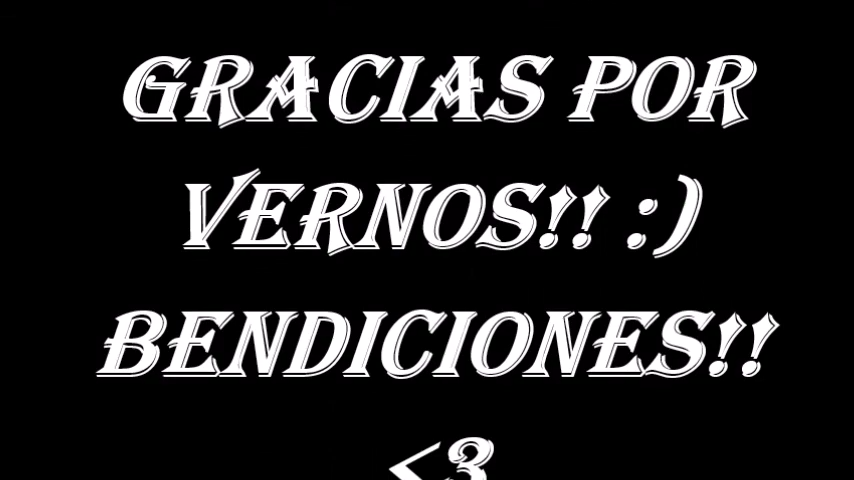 GRACIAS POR
VERNOS!! :)
BENDICIONES!!
<3